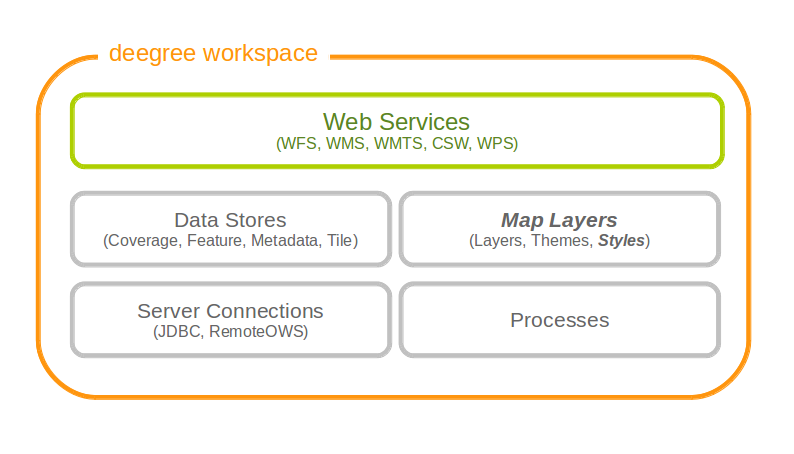 deegree workspace
Web Services
(WFS, WMS, WMTS, CSW, WPS)
Data Stores
(Coverage, Feature, Metadata, Tile)
Map Layers
(Layers, Themes, Styles)
Server Connections
(JDBC, RemoteOWS)
Processes